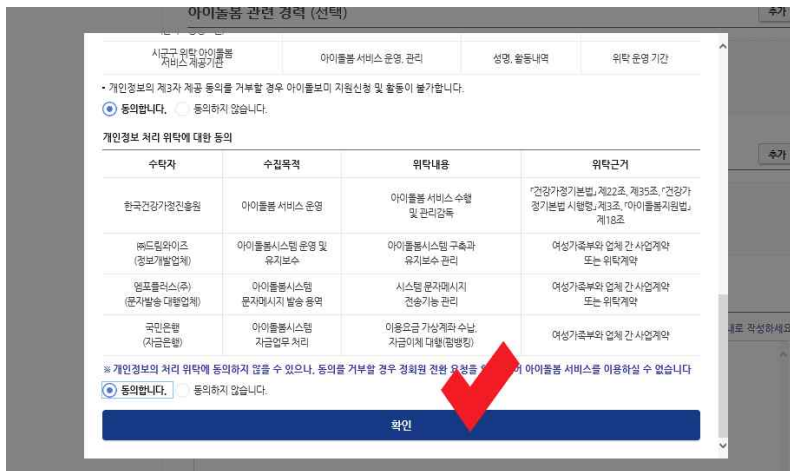 아이돌봄 관련 경력 (선택)
추가
시군구 위탁 아이돌봄
서비스 제공기관
아이돌봄 서비스 운영, 관리
성명, 활동내역
위탁 운영 기간
• 개인정보의 제3자 제공 동의를 거부할 경우 아이돌보미 지원신청 및 활동이 불가합니다.
동의합니다. 동의하지 않습니다.
개인정보 처리 위탁에 대한 동의
수탁자 수집목적 위탁내용 위탁근거
한국건강가정진흥원
아이돌봄 서비스 운영
아이돌봄 서비스 수행
및 관리감독
「건강가정기본법」 제22조, 제35조, 「건강가
정기본법 시행령」 제3조, 「아이돌봄지원법」
제18조
㈜드림와이즈
(정보개발업체)
아이돌봄시스템 운영 및
유지보수
아이돌봄시스템 구축과
유지보수 관리
여성가족부와 업체 간 사업계약
또는 위탁계약
엠포플러스(주)
(문자발송 대행업체)
아이돌봄시스템
문자메시지 발송 용역
시스템 문자메시지
전송기능 관리
여성가족부와 업체 간 사업계약
또는 위탁계약
국민은행
(자금은행)
아이돌봄시스템
자금업무 처리
이용요금 가상계좌 수납,
자금이체 대행(펌뱅킹)
여성가족부와 업체 간 사업계약
추가
내로 작성하세요
※ 개인정보의 처리 위탁에 동의하지 않을 수 있으나, 동의를 거부할 경우 정회원 전환 요청을 아이돌봄 서비스를 이용하실 수 없습니다
동의합니다. 동의하지 않습니다.
확인